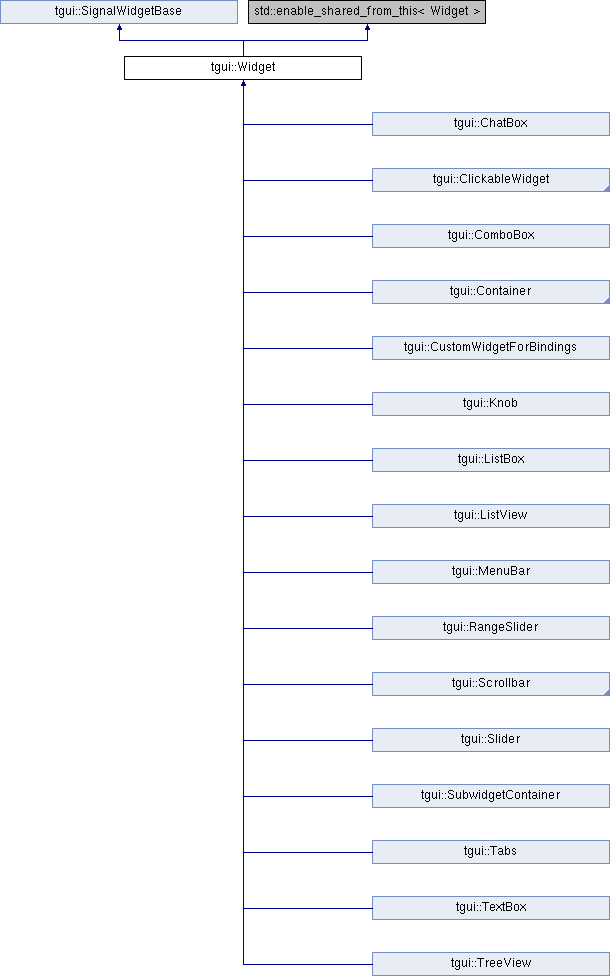 tgui::SignalWidgetBase
std::enable_shared_from_this< Widget >
tgui::Widget
tgui::ChatBox
tgui::ClickableWidget
tgui::ComboBox
tgui::Container
tgui::CustomWidgetForBindings
tgui::Knob
tgui::ListBox
tgui::ListView
tgui::MenuBar
tgui::RangeSlider
tgui::Scrollbar
tgui::Slider
tgui::SubwidgetContainer
tgui::Tabs
tgui::TextBox
tgui::TreeView